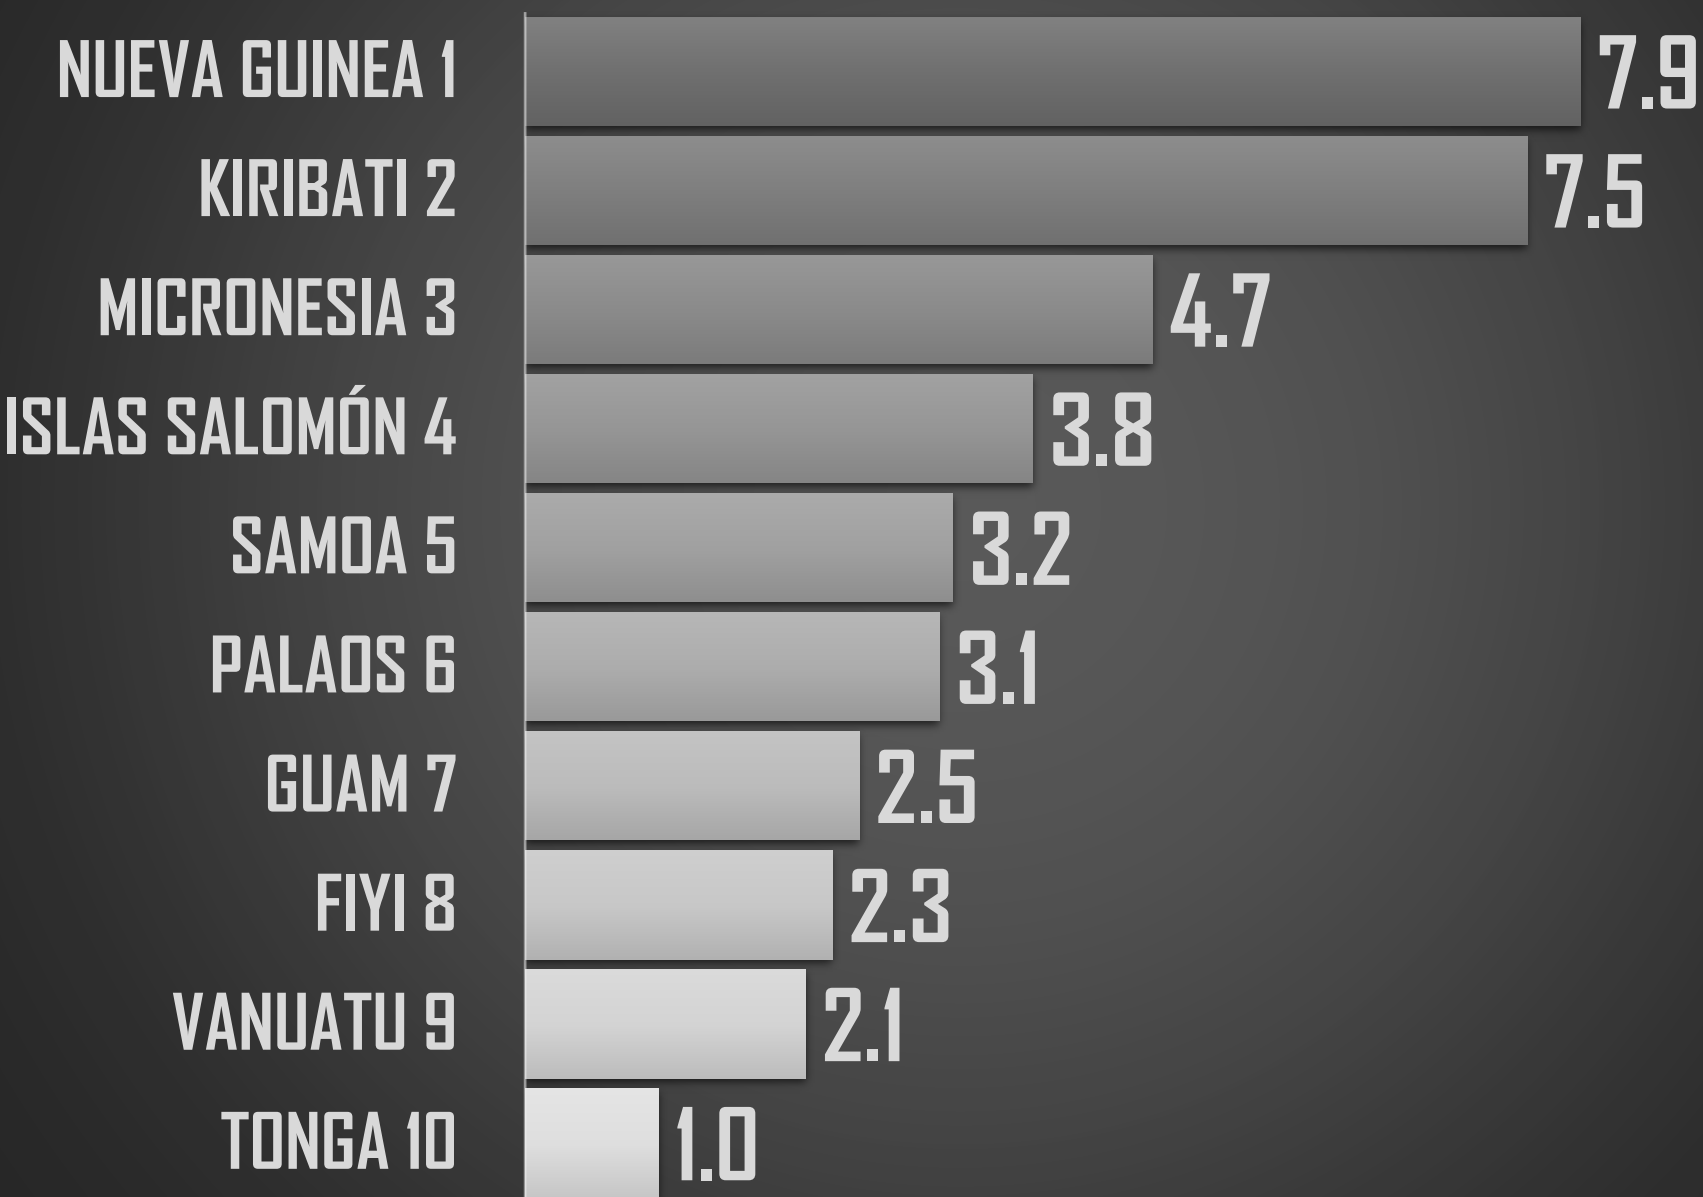 NUEVA GUINEA 1 7.9
KIRIBATI 2 7.5
MICRONESIA 3 4.7
ISLAS SALOMÓN 4 3.8
SAMOA 5 3.2
PALAOS 6 3.1
GUAM 7 2.5
FIYI 8 2.3
VANUATU 9 2.1
TONGA 10 1.0